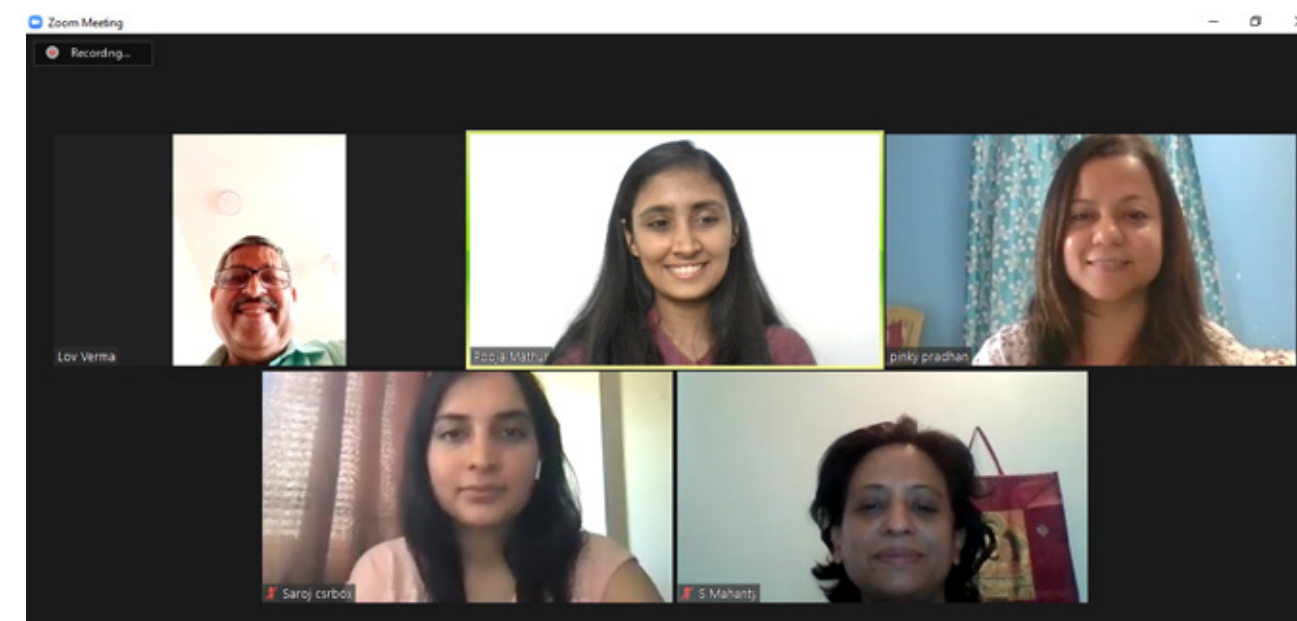 Zoom Meeting
Recording...
Lov Verma
Pooja Mathur
pinky pradhan
Saroj csrbox
S Mahanty